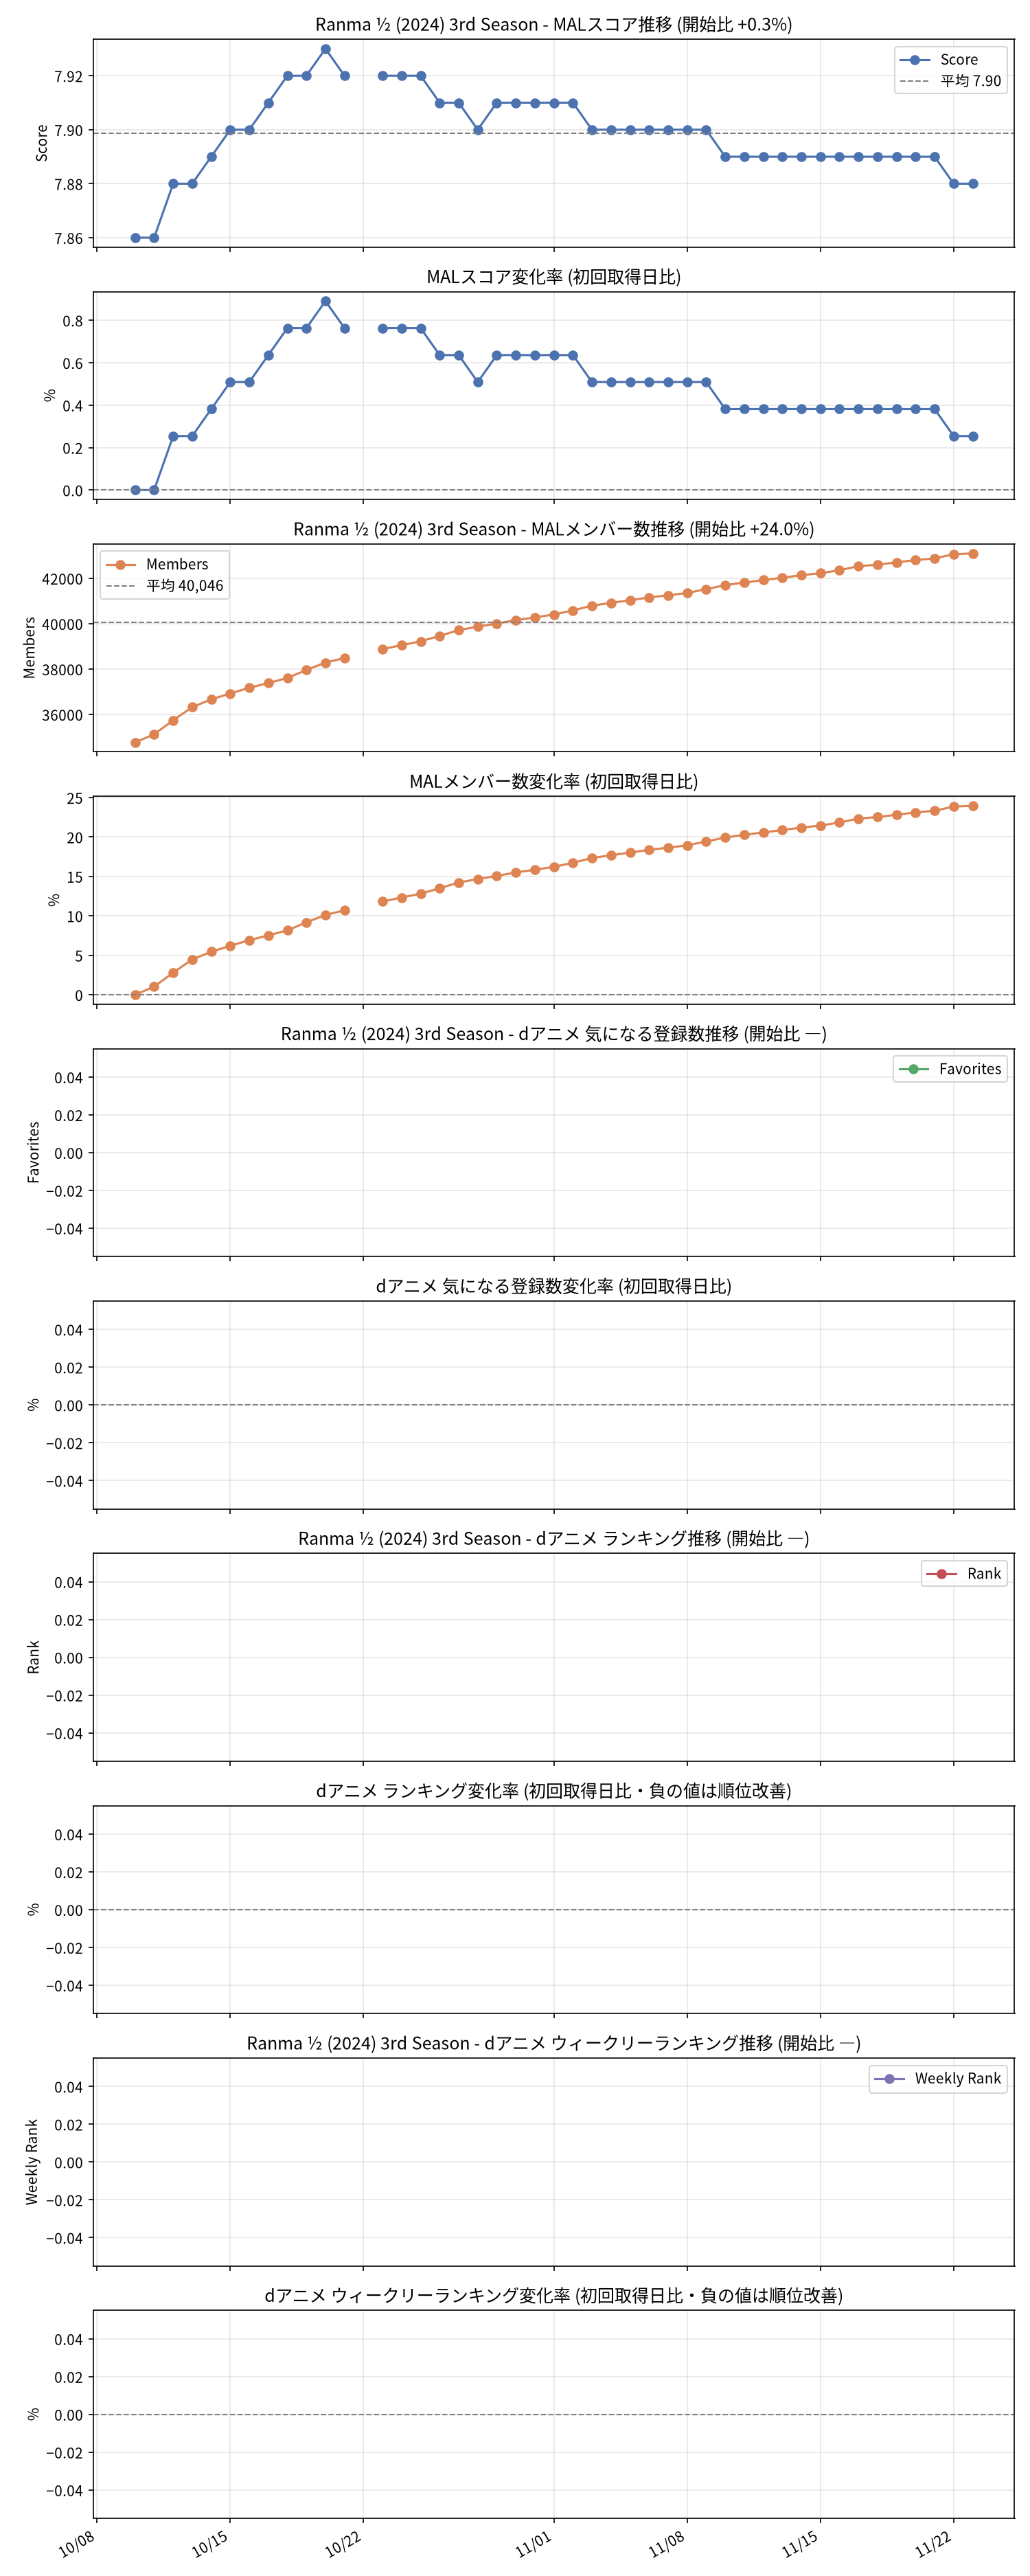 Ranma ½ (2024) 3rd Season - MALスコア推移 (開始比 +0.3%)
Score
平均 7.90
7.92
7.90
7.88
7.86
Score
MALスコア変化率 (初回取得日比)
0.8
0.6
0.4
0.2
0.0
%
Ranma ½ (2024) 3rd Season - MALメンバー数推移 (開始比 +24.0%)
Members
平均 40,046
42000
40000
38000
36000
Members
MALメンバー数変化率 (初回取得日比)
25
20
15
10
5
0
%
Ranma ½ (2024) 3rd Season - dアニメ 気になる登録数推移 (開始比 —)
Favorites
0.04
0.02
0.00
−0.02
−0.04
Favorites
dアニメ 気になる登録数変化率 (初回取得日比)
0.04
0.02
0.00
−0.02
−0.04
%
Ranma ½ (2024) 3rd Season - dアニメ ランキング推移 (開始比 —)
Rank
0.04
0.02
0.00
−0.02
−0.04
Rank
dアニメ ランキング変化率 (初回取得日比・負の値は順位改善)
0.04
0.02
0.00
−0.02
−0.04
%
Ranma ½ (2024) 3rd Season - dアニメ ウィークリーランキング推移 (開始比 —)
Weekly Rank
0.04
0.02
0.00
−0.02
−0.04
Weekly Rank
dアニメ ウィークリーランキング変化率 (初回取得日比・負の値は順位改善)
0.04
0.02
0.00
−0.02
−0.04
%
10/08
10/15
10/22
11/01
11/08
11/15
11/22